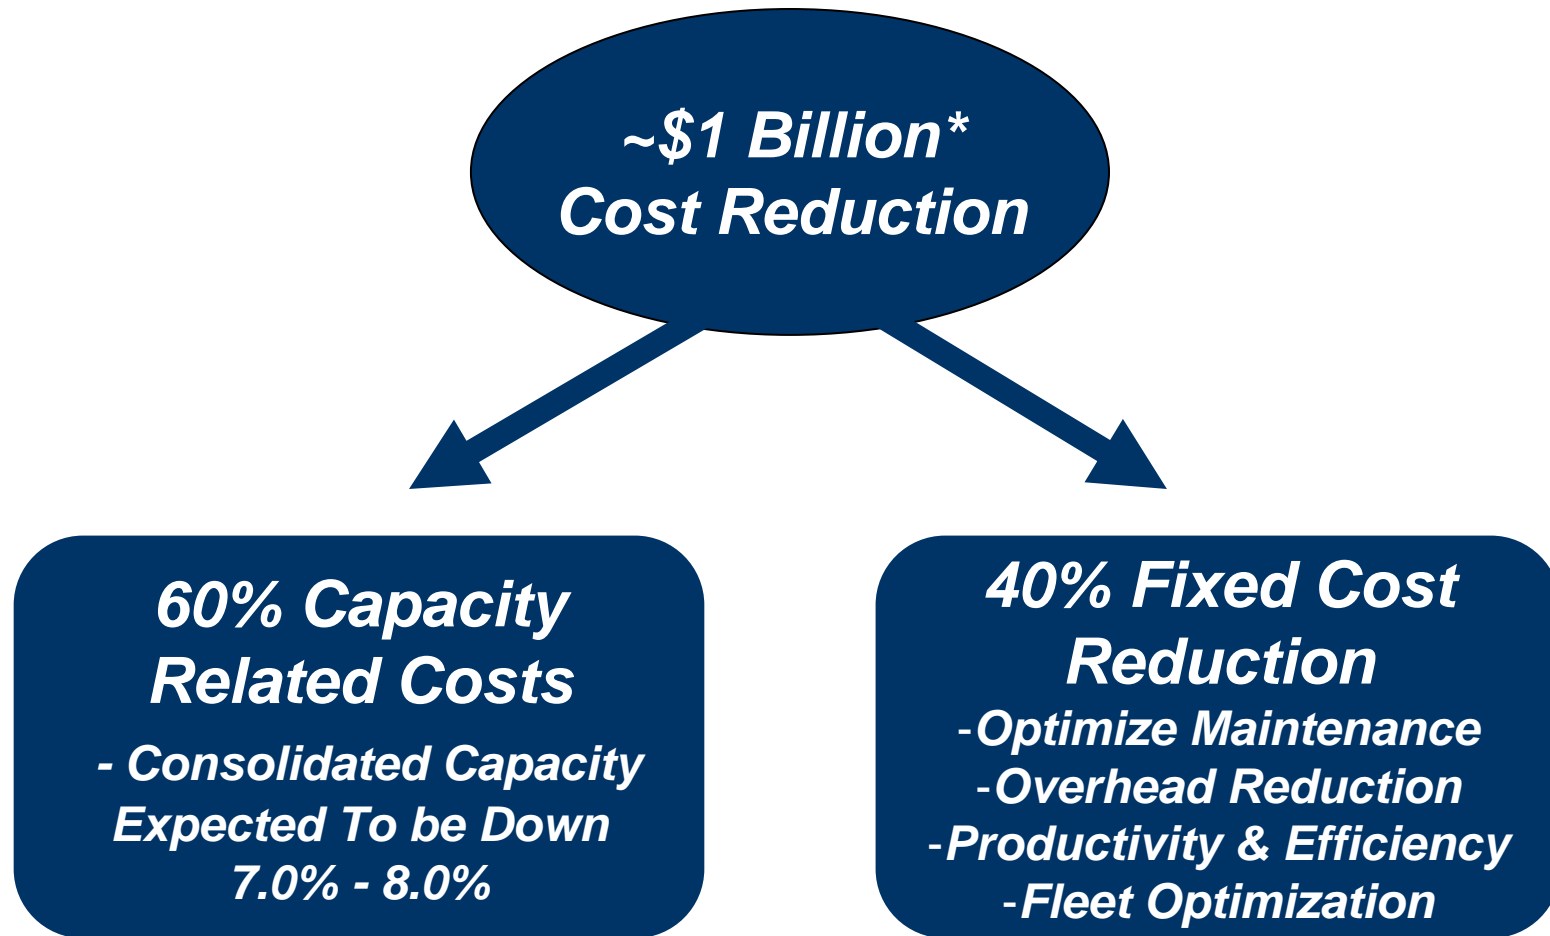 ~$1 Billion*
Cost Reduction
60% Capacity
Related Costs
- Consolidated Capacity
Expected To be Down
7.0% - 8.0%
40% Fixed Cost
Reduction
-Optimize Maintenance
-Overhead Reduction
-Productivity & Efficiency
-Fleet Optimization